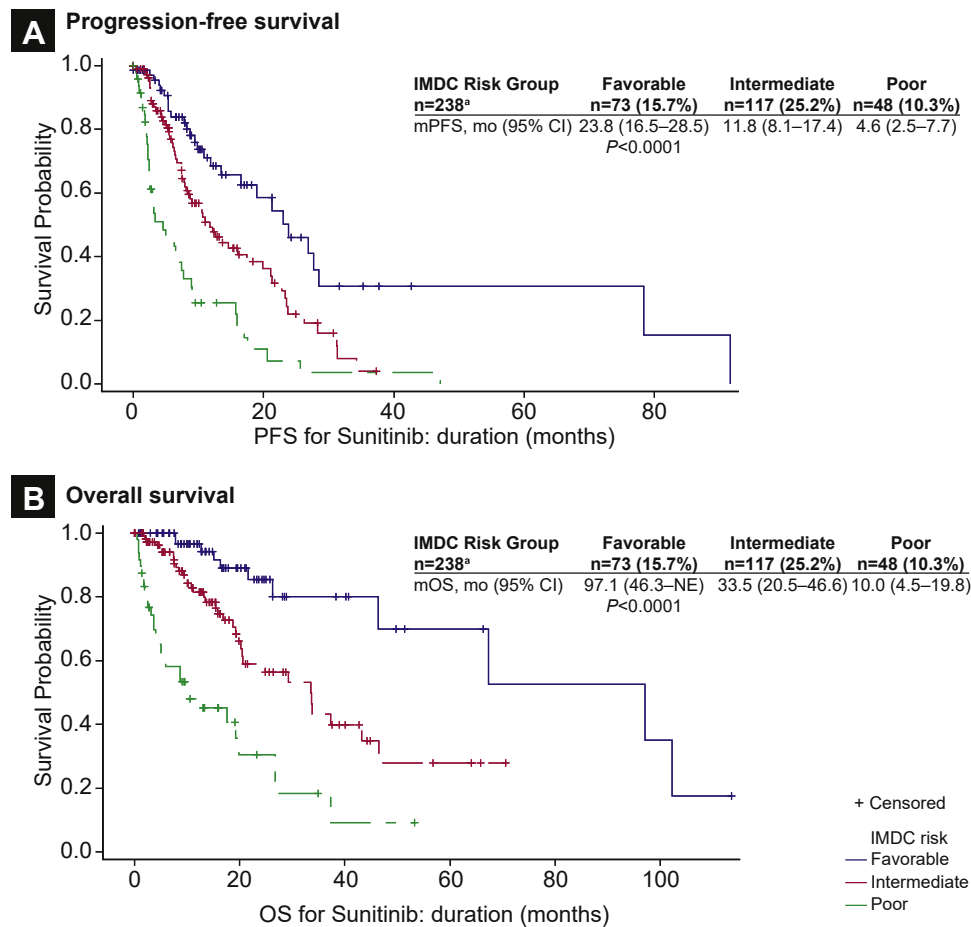 A Progression-free survival
IMDC Risk Group Favorable Intermediate Poor
n=238ᵃ n=73 (15.7%) n=117 (25.2%) n=48 (10.3%)
mPFS, mo (95% CI) 23.8 (16.5–28.5) 11.8 (8.1–17.4) 4.6 (2.5–7.7)
P<0.0001
Survival Probability
1.0
0.8
0.6
0.4
0.2
0.0
0 20 40 60 80
PFS for Sunitinib: duration (months)
B Overall survival
IMDC Risk Group Favorable Intermediate Poor
n=238ᵃ n=73 (15.7%) n=117 (25.2%) n=48 (10.3%)
mOS, mo (95% CI) 97.1 (46.3–NE) 33.5 (20.5–46.6) 10.0 (4.5–19.8)
P<0.0001
Survival Probability
1.0
0.8
0.6
0.4
0.2
0.0
0 20 40 60 80 100
OS for Sunitinib: duration (months)
+ Censored
IMDC risk
Favorable
Intermediate
Poor